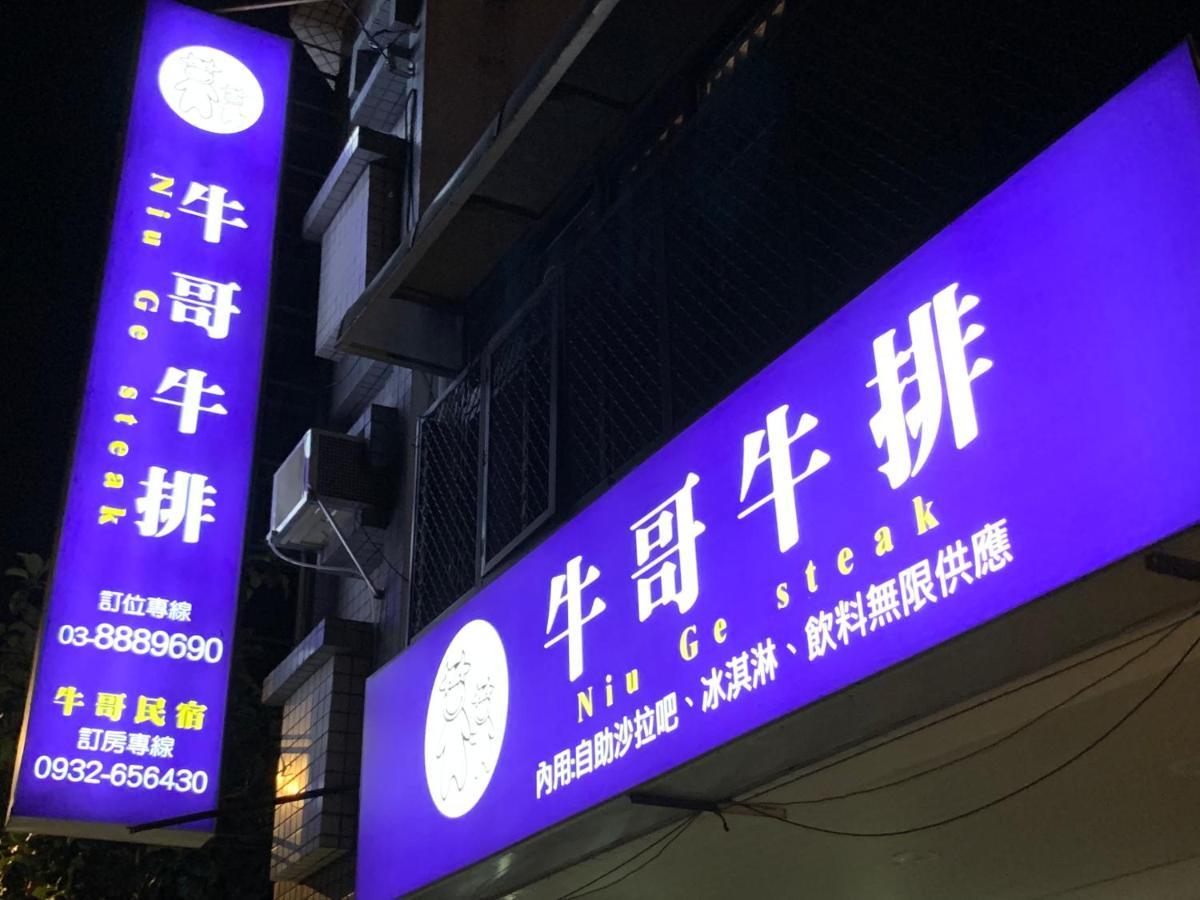 牛哥牛排
Niu Ge steak
訂位專線
03-8889690
牛哥民宿
訂房專線
0932-656430
牛哥牛排
Niu Ge steak
內用:自助沙拉吧、冰淇淋、飲料無限供應